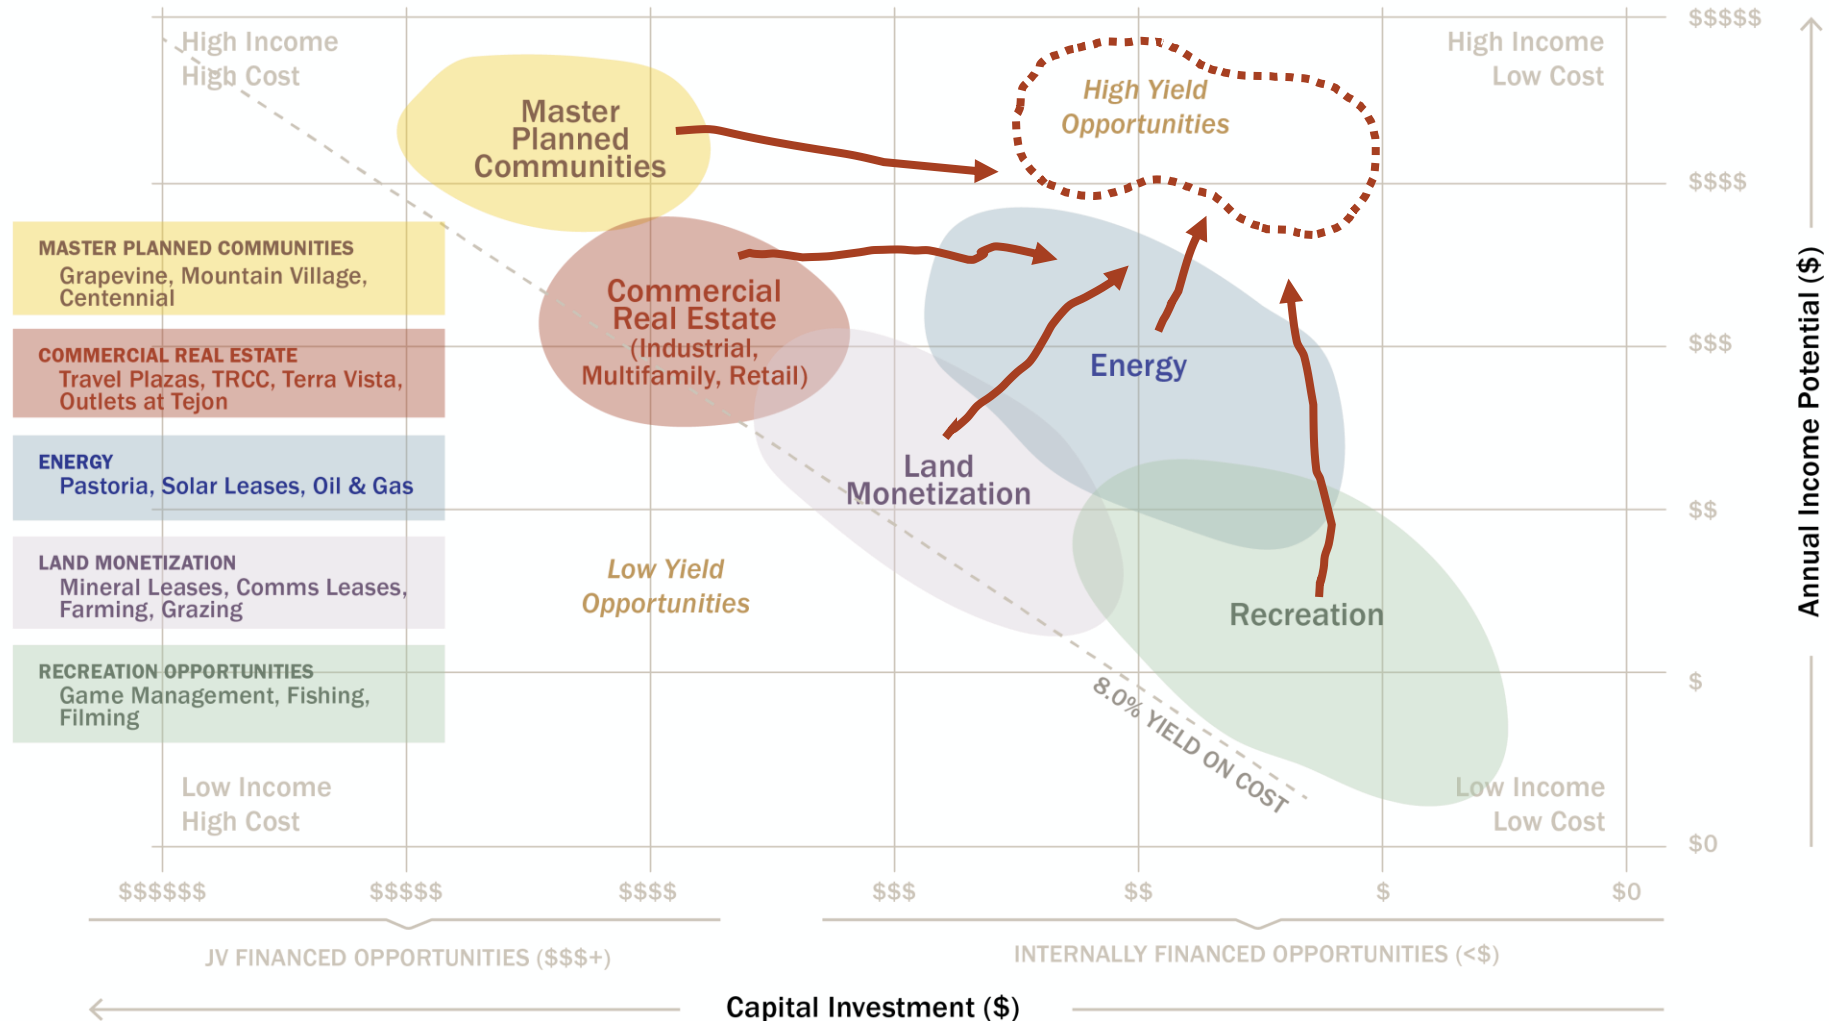 High Income
High Cost
High Income
Low Cost
$$$$$
Master
Planned
Communities
High Yield
Opportunities
$$$$
MASTER PLANNED COMMUNITIES
Grapevine, Mountain Village,
Centennial
Commercial
Real Estate
(Industrial,
Multifamily, Retail)
$$$
COMMERCIAL REAL ESTATE
Travel Plazas, TRCC, Terra Vista,
Outlets at Tejon
Energy
ENERGY
Pastoria, Solar Leases, Oil & Gas
Land
Monetization
$$
LAND MONETIZATION
Mineral Leases, Comms Leases,
Farming, Grazing
Low Yield
Opportunities
Recreation
RECREATION OPPORTUNITIES
Game Management, Fishing,
Filming
$
8.0% YIELD ON COST
Low Income
High Cost
Low Income
Low Cost
$0
Annual Income Potential ($)
$$$$$$
$$$$$
$$$$
$$$
$$
$
$0
JV FINANCED OPPORTUNITIES ($$$+)
INTERNALLY FINANCED OPPORTUNITIES (<$)
Capital Investment ($)